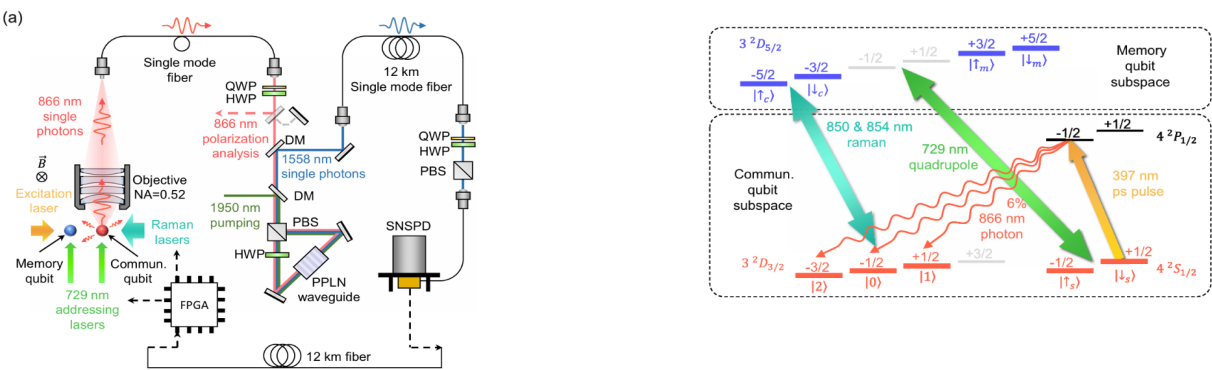 (a)
Single mode
fiber
12 km
Single mode fiber
866 nm
single
photons
QWP
HWP
866 nm
polarization
analysis
DM
1558 nm
single photons
QWP
HWP
PBS
B⃗
Objective
NA=0.52
Excitation
laser
Raman
lasers
Memory
qubit
Commun.
qubit
729 nm
addressing
lasers
DM
1950 nm
pumping
PBS
HWP
PPLN
waveguide
SNSPD
FPGA
12 km fiber
3 ²D₅/₂
-5/2
-3/2
-1/2
+1/2
+3/2
+5/2
|↑c⟩
|↓c⟩
|↑m⟩
|↓m⟩
Memory
qubit
subspace
850 & 854 nm
raman
729 nm
quadrupole
-1/2
+1/2
4 ²P₁/₂
Commun.
qubit
subspace
6%
866 nm
photon
397 nm
ps pulse
3 ²D₃/₂
-3/2
-1/2
+1/2
+3/2
-1/2
+1/2
4 ²S₁/₂
|2⟩
|0⟩
|1⟩
|↑s⟩
|↓s⟩